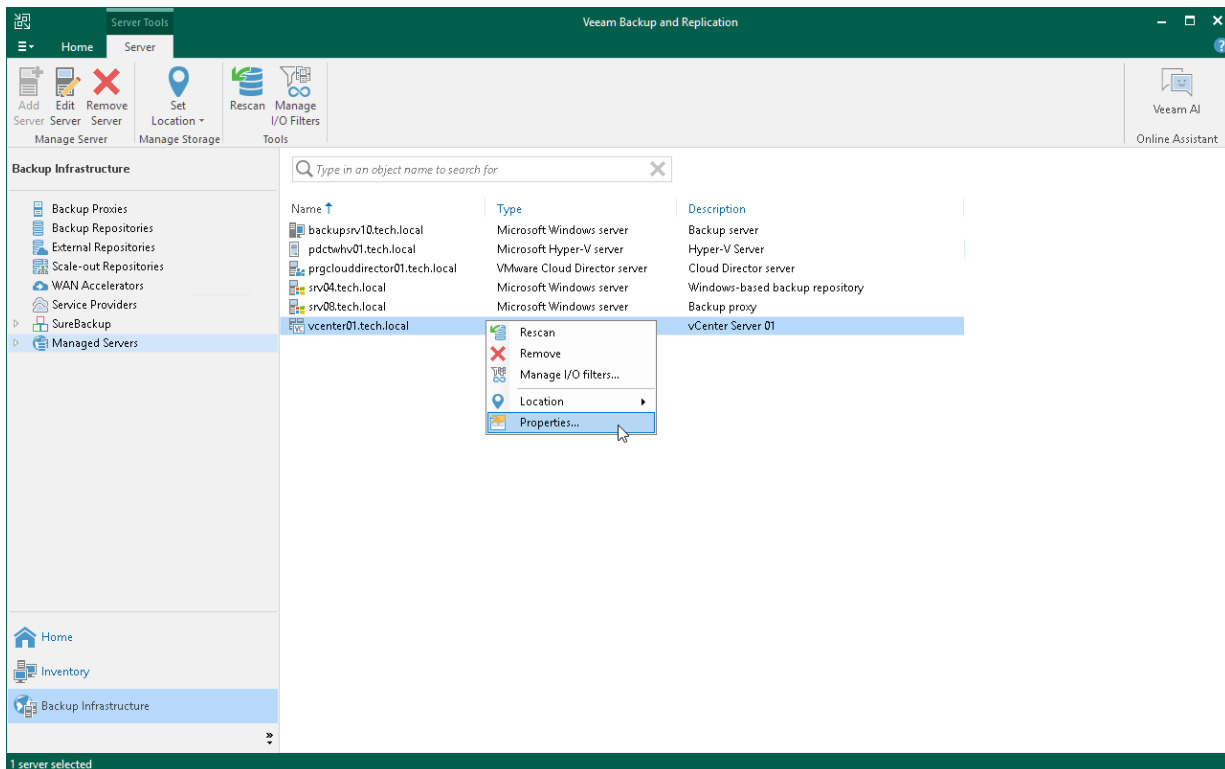 Server Tools
Veeam Backup and Replication
Home
Server
Add Server
Edit Server
Remove Server
Manage Server
Set Location
Manage Storage
Rescan
Manage I/O Filters
Tools
Veeam AI
Online Assistant
Backup Infrastructure
Backup Proxies
Backup Repositories
External Repositories
Scale-out Repositories
WAN Accelerators
Service Providers
SureBackup
Managed Servers
Type in an object name to search for
Name Type Description
backupsrv10.tech.local Microsoft Windows server Backup server
pdctwhv01.tech.local Microsoft Hyper-V server Hyper-V Server
prgclouddirector01.tech.local VMware Cloud Director server Cloud Director server
srv04.tech.local Microsoft Windows server Windows-based backup repository
srv08.tech.local Microsoft Windows server Backup proxy
vcenter01.tech.local vCenter Server 01
Rescan
Remove
Manage I/O filters...
Location
Properties...
Home
Inventory
Backup Infrastructure
1 server selected